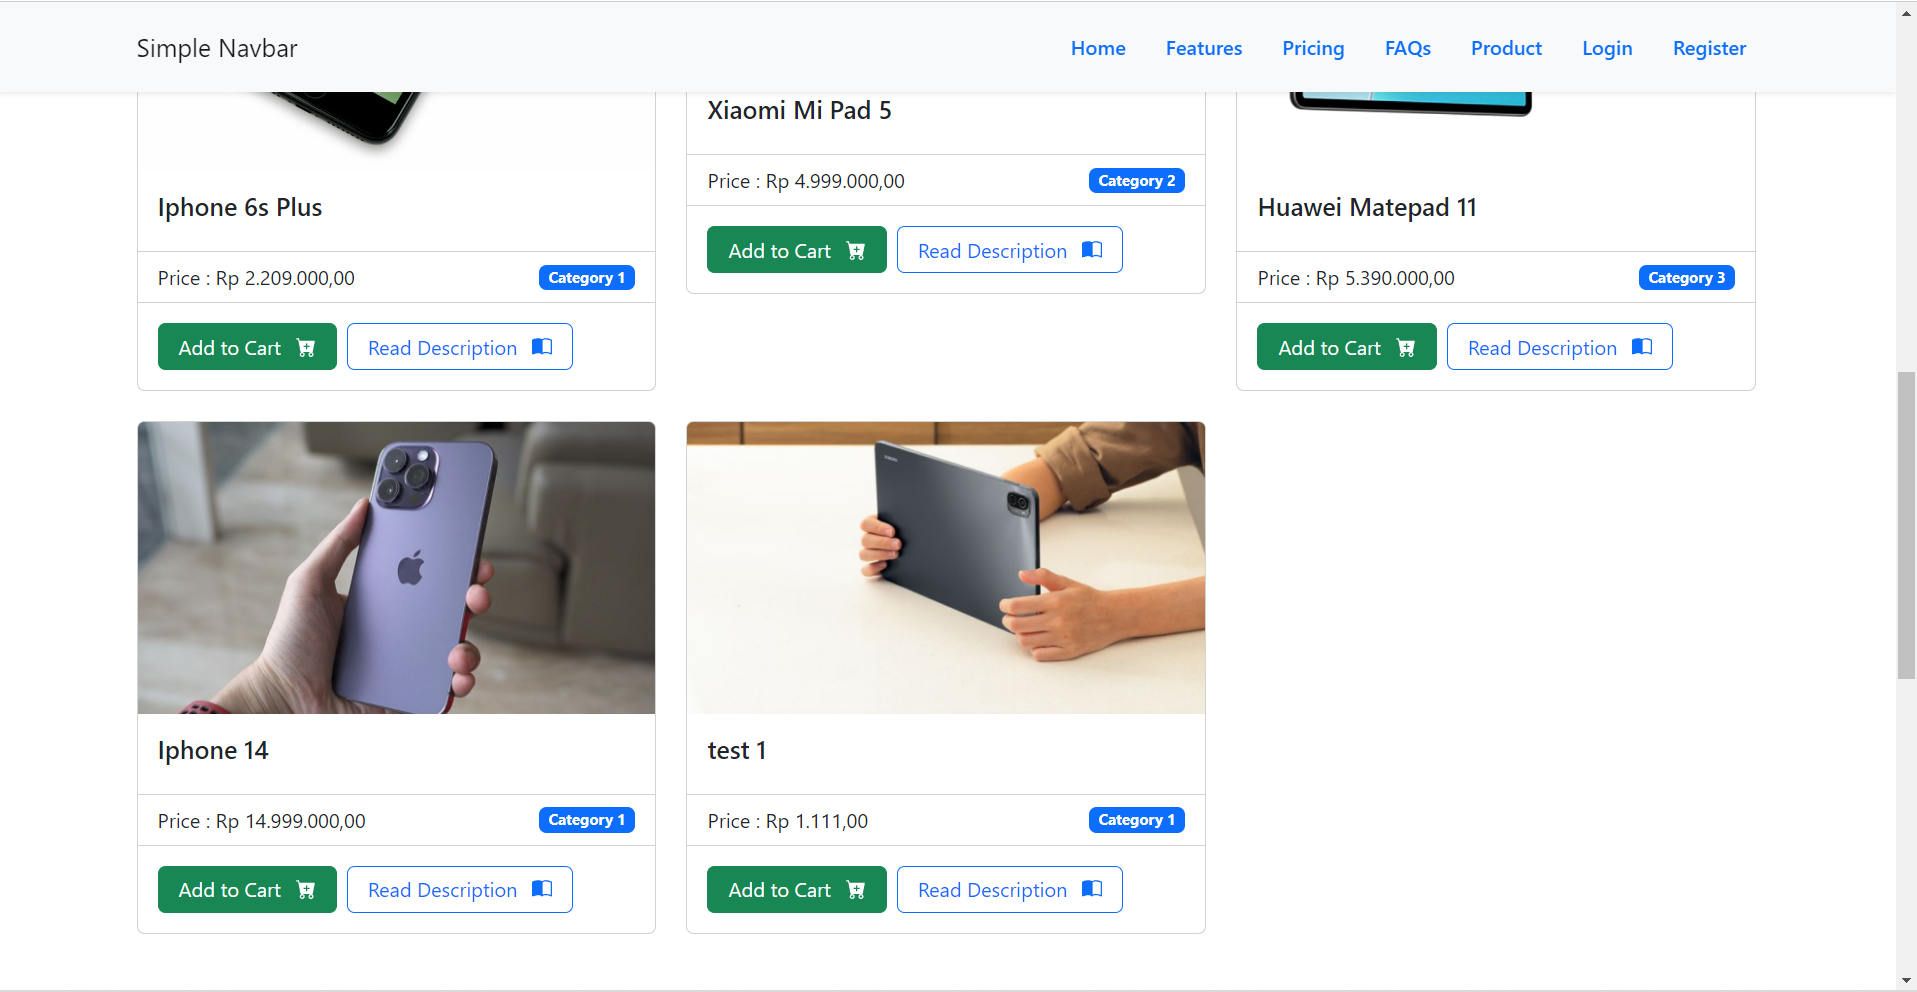 Simple Navbar
Home Features Pricing FAQs Product Login Register
Iphone 6s Plus
Price : Rp 2.209.000,00 Category 1
Add to Cart Read Description
Xiaomi Mi Pad 5
Price : Rp 4.999.000,00 Category 2
Add to Cart Read Description
Huawei Matepad 11
Price : Rp 5.390.000,00 Category 3
Add to Cart Read Description
Iphone 14
Price : Rp 14.999.000,00 Category 1
Add to Cart Read Description
test 1
Price : Rp 1.111,00 Category 1
Add to Cart Read Description